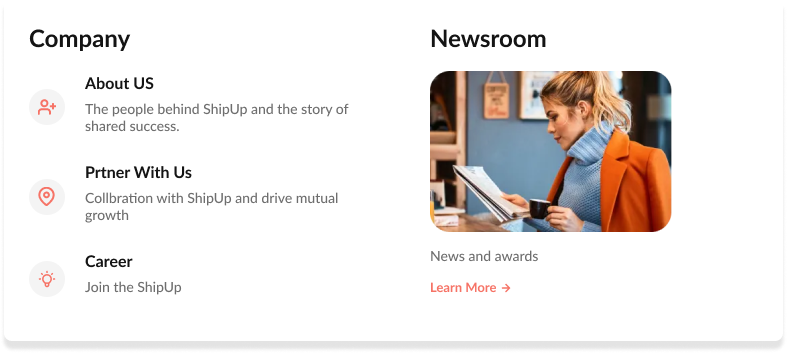 Company
About US
The people behind ShipUp and the story of
shared success.
Prtner With Us
Collbration with ShipUp and drive mutual
growth
Career
Join the ShipUp
Newsroom
News and awards
Learn More →